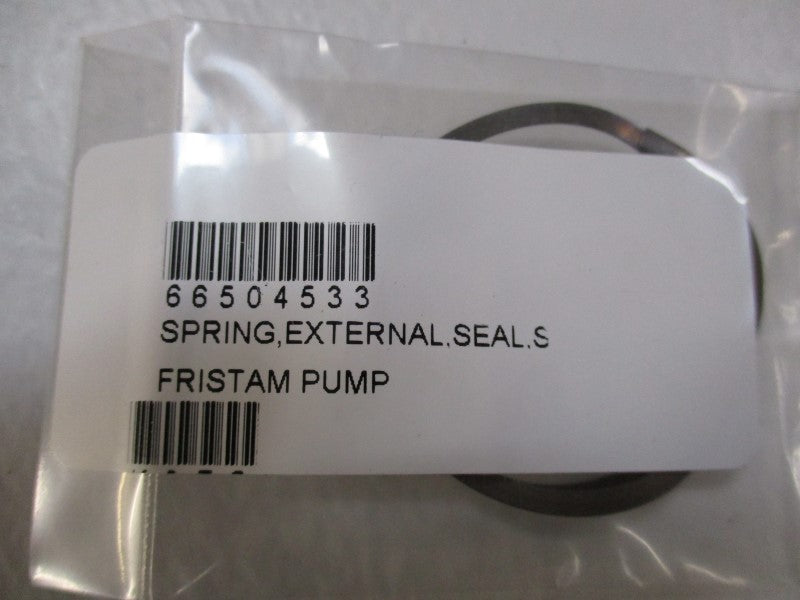 66504533
SPRING,EXTERNAL,SEAL,S
FRISTAM PUMP